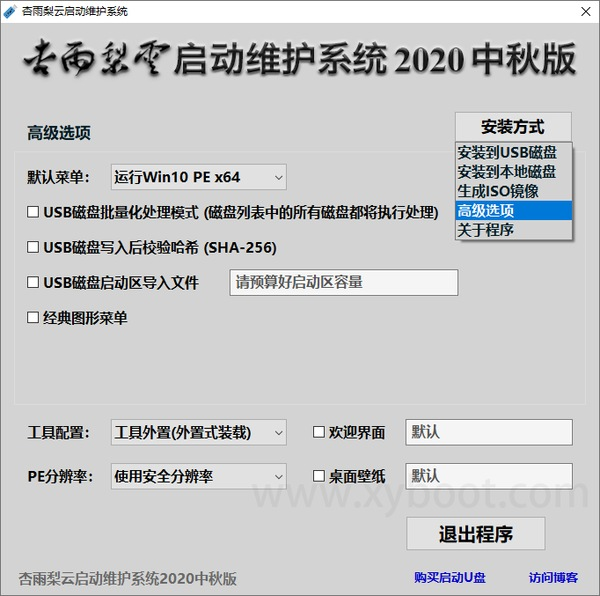 杏雨梨云启动维护系统
杏雨梨雲启动维护系统 2020 中秋版
高级选项
安装方式
安装到USB磁盘
安装到本地磁盘
生成ISO镜像
高级选项
关于程序
默认菜单： 运行Win10 PE x64
USB磁盘批量化处理模式 (磁盘列表中的所有磁盘都将执行处理)
USB磁盘写入后校验哈希 (SHA-256)
USB磁盘启动区导入文件 请预算好启动区容量
经典图形菜单
工具配置： 工具外置(外置式装载) 欢迎界面 默认
PE分辨率： 使用安全分辨率 桌面壁纸 默认
www.xyboot.com
退出程序
杏雨梨云启动维护系统2020中秋版 购买启动U盘 访问博客